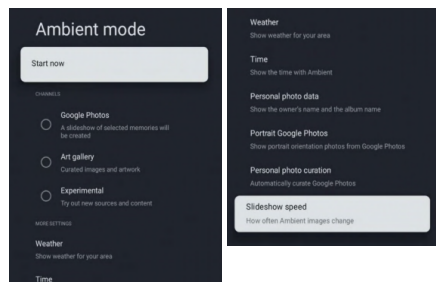 Ambient mode
Start now
CHANNELS
Google Photos
A slideshow of selected memories will
be created
Art gallery
Curated images and artwork
Experimental
Try out new sources and content
MORE SETTINGS
Weather
Show weather for your area
Time
Weather
Show weather for your area
Time
Show the time with Ambient
Personal photo data
Show the owner's name and the album name
Portrait Google Photos
Show portrait orientation photos from Google Photos
Personal photo curation
Automatically curate Google Photos
Slideshow speed
How often Ambient images change